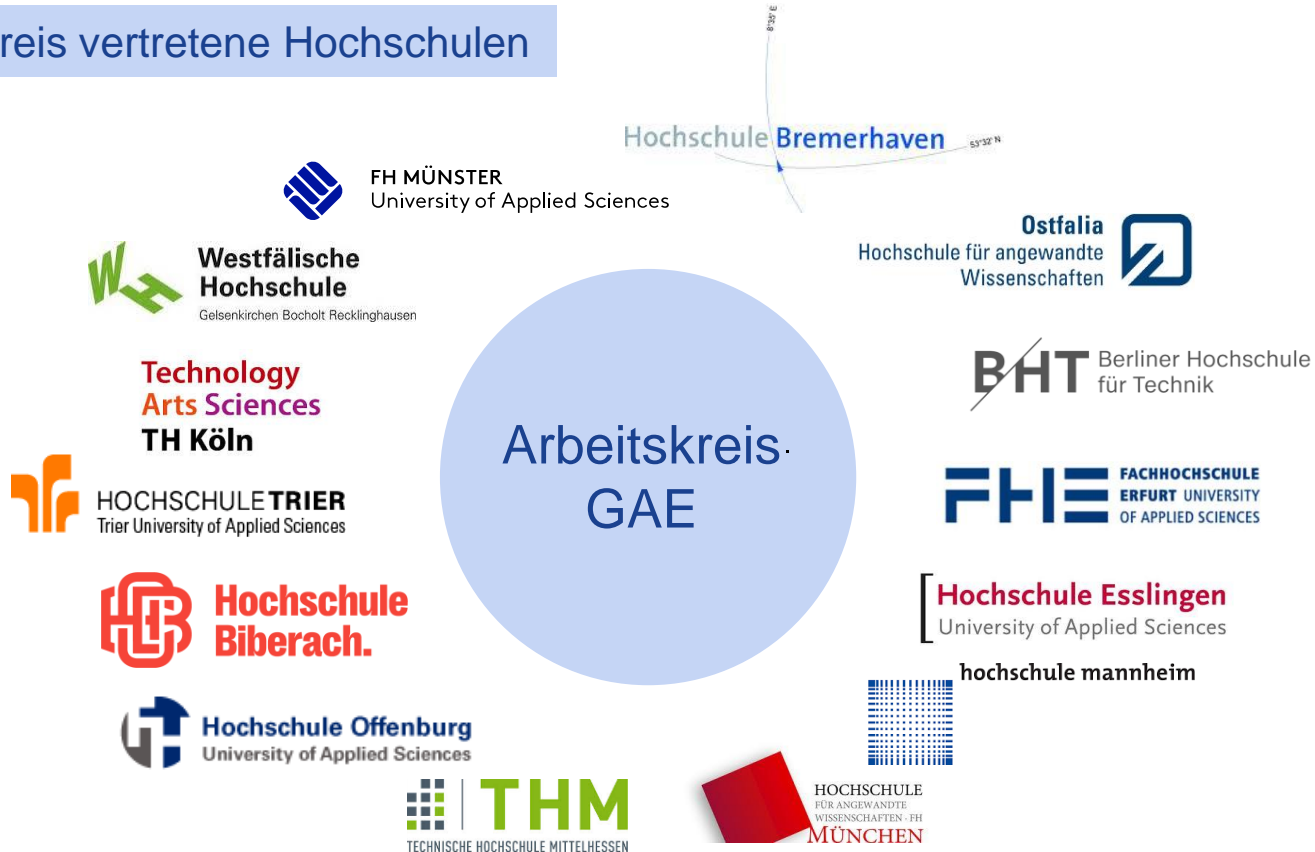 reis vertretene Hochschulen
8°35' E
Hochschule Bremerhaven
53°32' N
FH MÜNSTER
University of Applied Sciences
Ostfalia
Hochschule für angewandte
Wissenschaften
WH
Westfälische
Hochschule
Gelsenkirchen Bocholt Recklinghausen
BHT
Berliner Hochschule
für Technik
Technology
Arts Sciences
TH Köln
Arbeitskreis
GAE
HOCHSCHULE TRIER
Trier University of Applied Sciences
FHE
FACHHOCHSCHULE
ERFURT UNIVERSITY
OF APPLIED SCIENCES
HBC
Hochschule
Biberach.
Hochschule Esslingen
University of Applied Sciences
hochschule mannheim
Hochschule Offenburg
University of Applied Sciences
THM
TECHNISCHE HOCHSCHULE MITTELHESSEN
HOCHSCHULE
FÜR ANGEWANDTE
WISSENSCHAFTEN - FH
MÜNCHEN